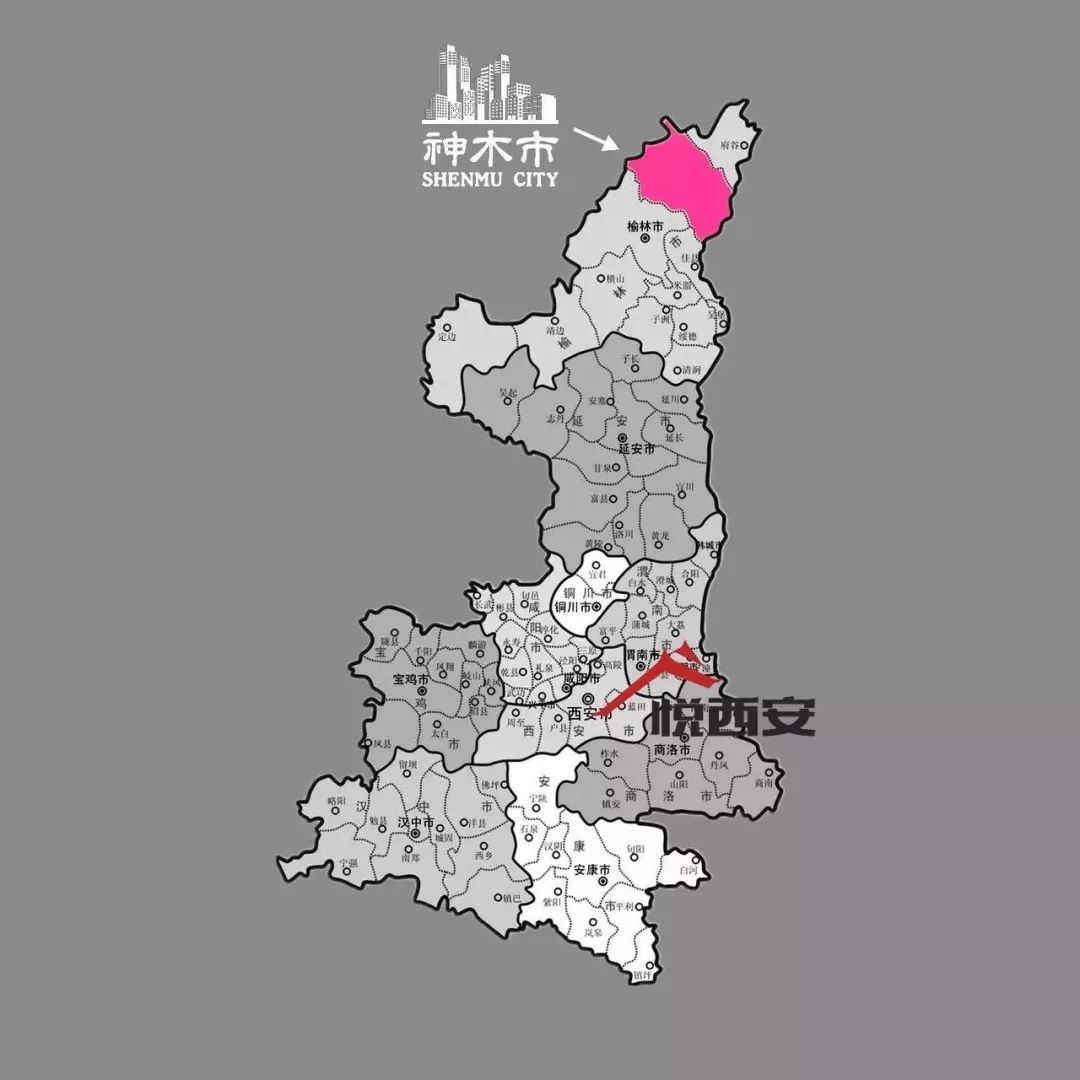 神木市
SHENMU CITY
府谷
榆林市
市
佳县
横山
米脂
林
子洲
吴堡
靖边
定边
绥德
榆
子长
清涧
吴起
安塞
延川
志丹
延
安
市
延长
延安市
甘泉
宜川
富县
洛川
黄龙
黄陵
韩城市
宜君
渭
合阳
白水
澄城
铜川市
长武
旬邑
铜川市
彬县
咸
南
蒲城
大荔
阳
淳化
富平
永寿
市
市
陇县
宝
千阳
麟游
三原
泾阳
高陵
渭南市
凤翔
乾县
礼泉
岐山
宝鸡市
咸阳市
扶风
武功
鸡
眉县
周至
西安市
蓝田
悦西安
太白
户县
西
安
市
市
凤县
商洛市
柞水
丹凤
留坝
佛坪
安
山阳
商南
宁陕
略阳
汉
中
市
镇安
商
洛
市
勉县
汉中市
洋县
城固
石泉
康
南郑
西乡
汉阴
旬阳
宁强
安康市
白河
镇巴
紫阳
市
平利
岚皋
镇坪